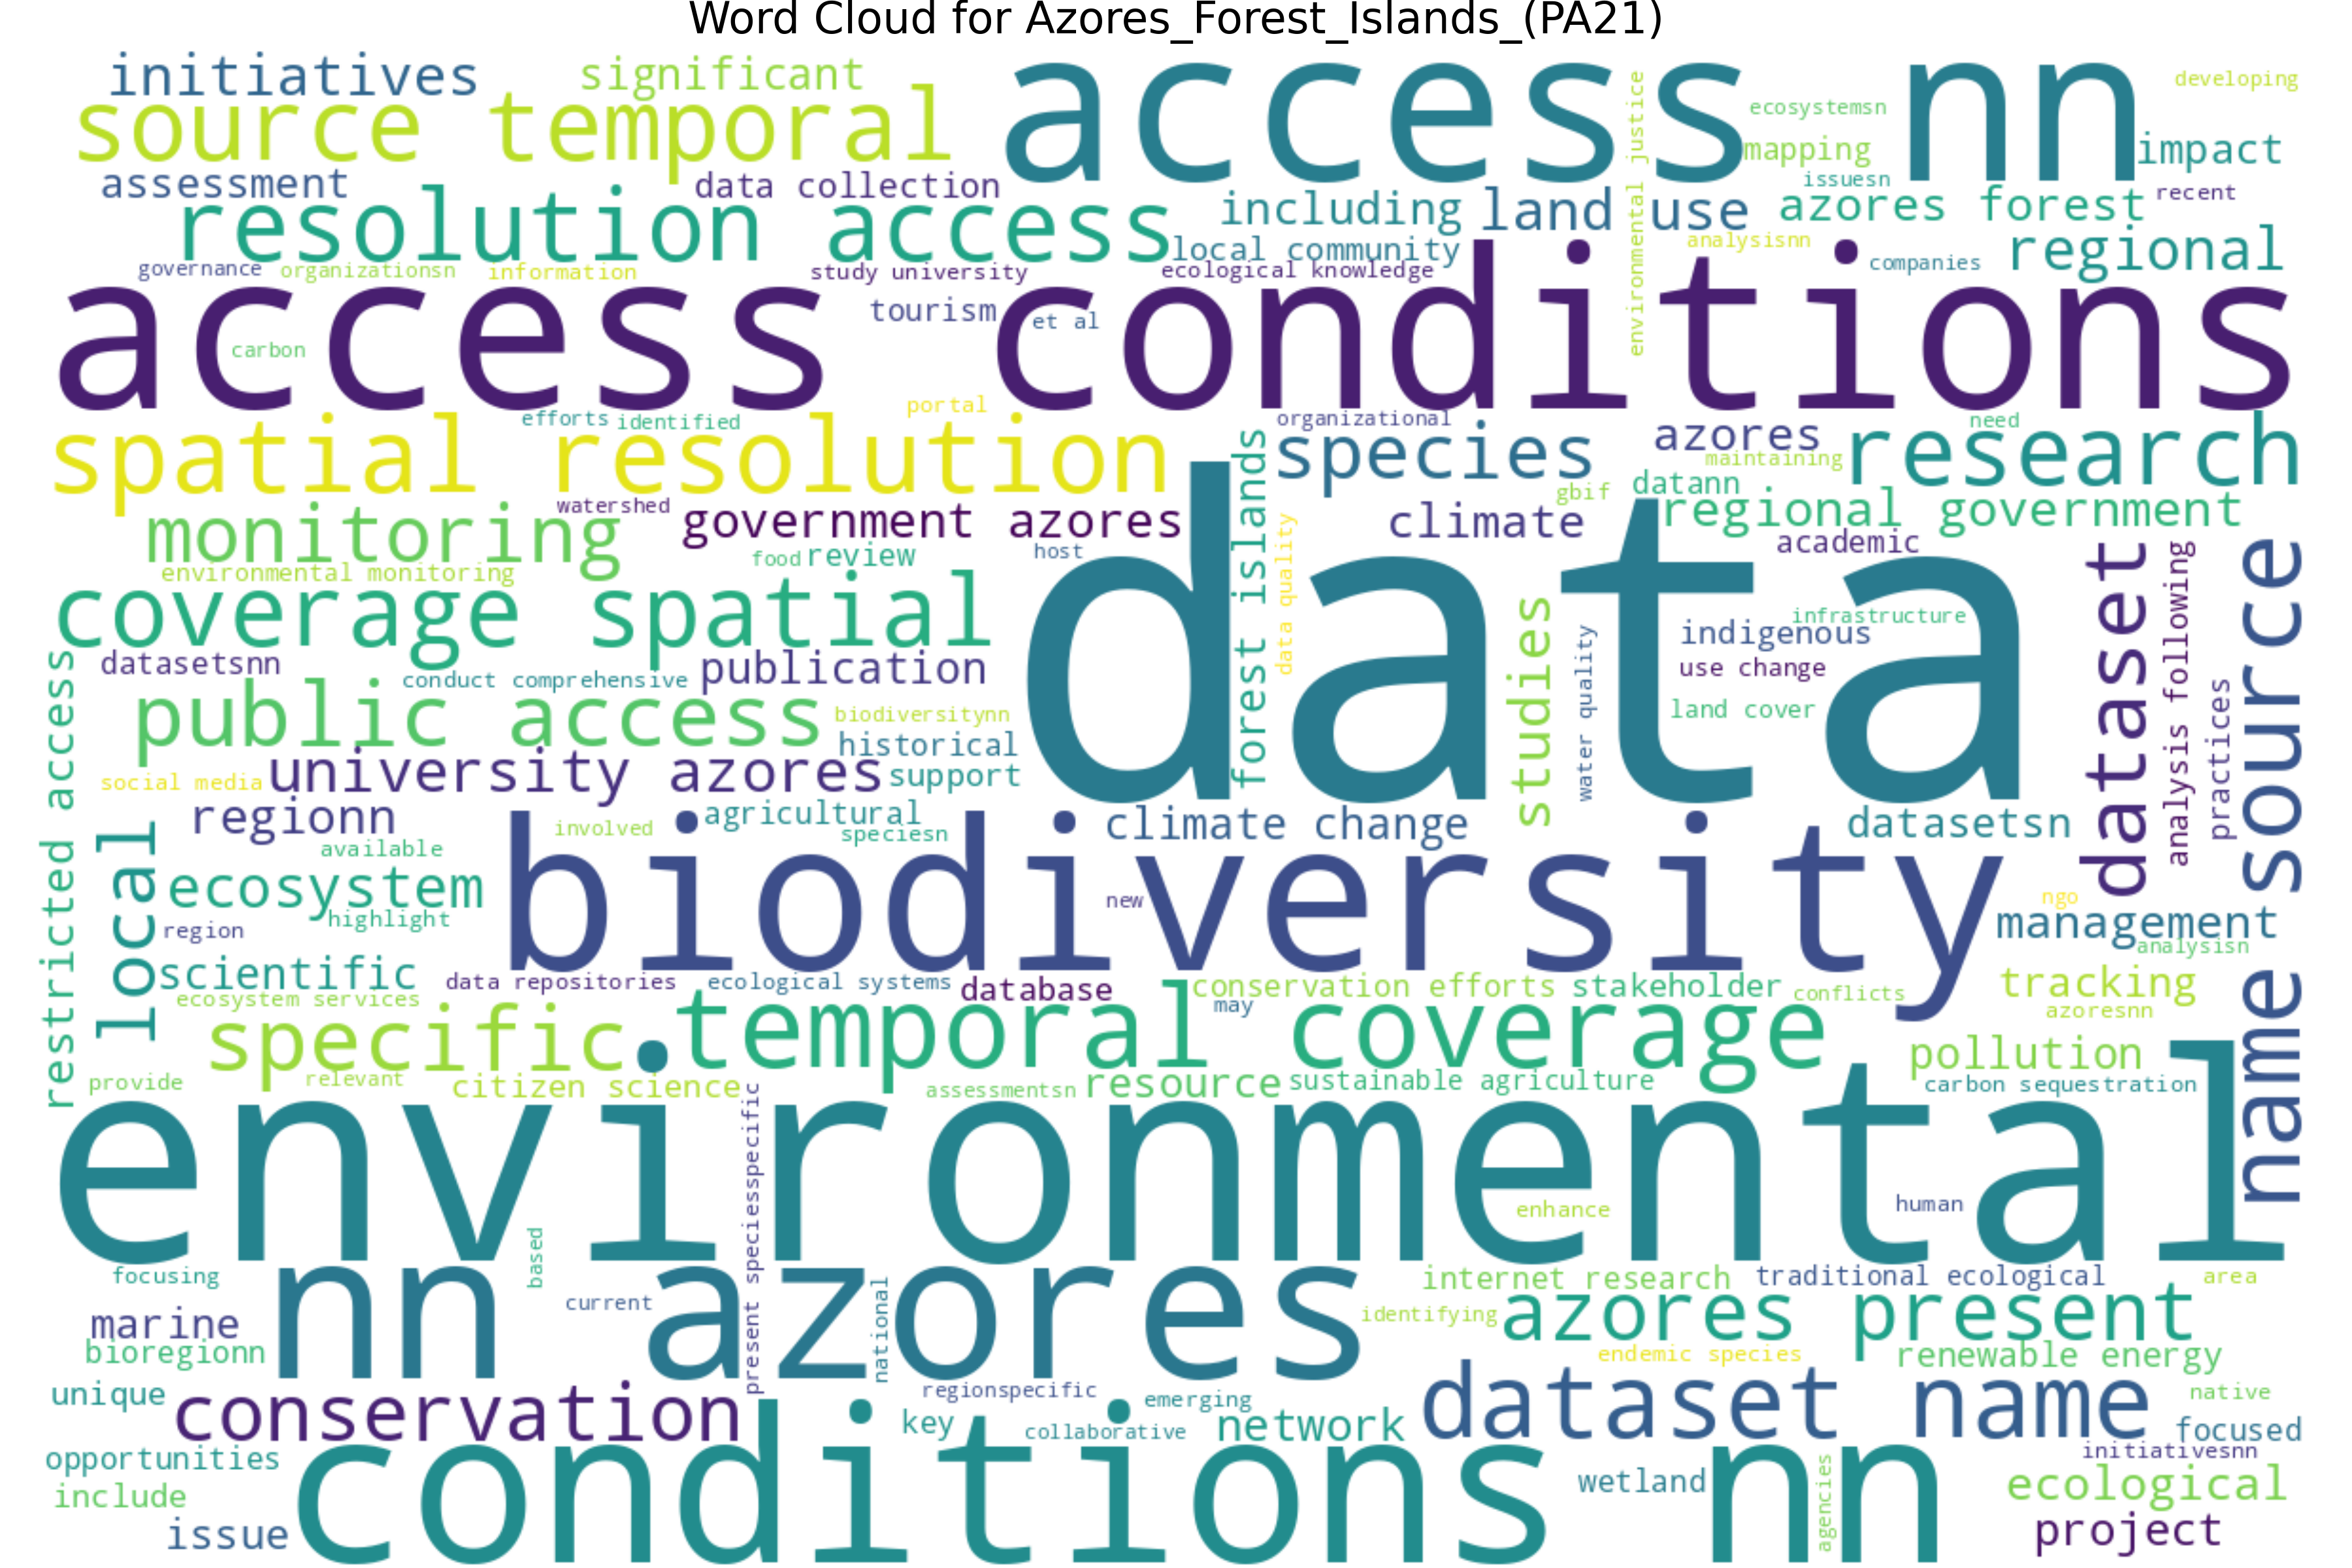 Word Cloud for Azores_Forest_Islands_(PA21)
initiatives
significant
access nn
developing
source temporal
ecosystemsn
environmental justice
mapping
impact
assessment
data collection
issuesn
recent
resolution access
including
land use
azores forest
local community
analysisnn
regional
governance
organizationsn
information
study university
ecological knowledge
companies
access conditions
tourism
et al
carbon
portal
efforts
identified
organizational
need
spatial resolution
species
azores
research
maintaining
forest islands
gbif
datann
watershed
monitoring
government azores
climate
regional government
data
data quality
host
academic
food
review
environmental monitoring
dataset
analysis following
name source
coverage spatial
studies
water quality
infrastructure
indigenous
datasetsnn
publication
use change
conduct comprehensive
restricted access
public access
practices
land cover
biodiversitynn
historical
university azores
support
social media
regionn
agricultural
involved
speciesn
climate change
datasetsn
local
available
biodiversity
ecosystem
highlight
new
ngo
region
management
analysisn
scientific
data repositories
ecological systems
database
conservation efforts
stakeholder
conflicts
tracking
ecosystem services
may
azoresnn
specific
temporal coverage
pollution
provide
relevant
citizen science
assessmentsn
resource
sustainable agriculture
carbon sequestration
present speciesspecific
environmental
enhance
human
based
focusing
nn azores
internet research
traditional ecological
area
current
national
marine
identifying
azores present
bioregionn
endemic species
renewable energy
unique
conservation
regionspecific
emerging
dataset name
native
key
collaborative
network
focused
opportunities
conditions nn
initiativesnn
include
wetland
agencies
ecological
issue
project